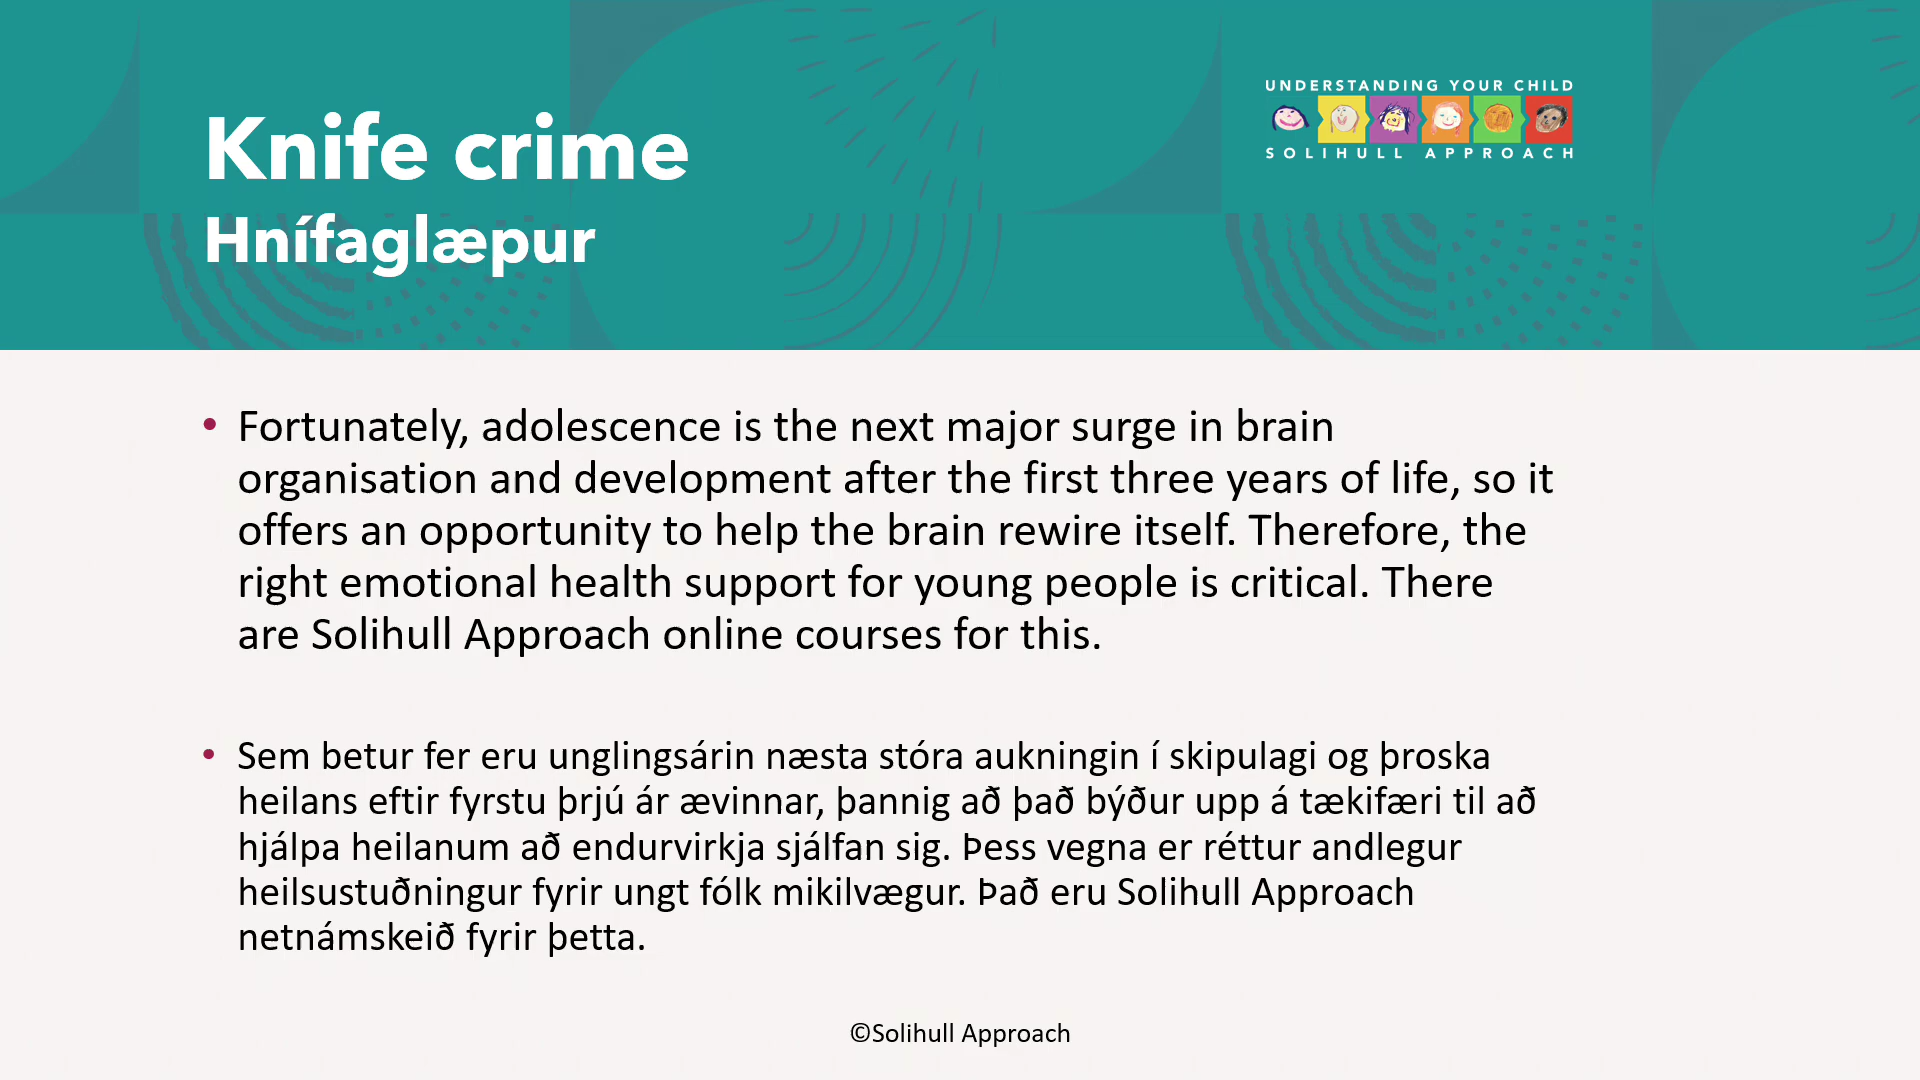 UNDERSTANDING YOUR CHILD
SOLIHULL APPROACH
Knife crime
Hnífaglæpur
• Fortunately, adolescence is the next major surge in brain
organisation and development after the first three years of life, so it
offers an opportunity to help the brain rewire itself. Therefore, the
right emotional health support for young people is critical. There
are Solihull Approach online courses for this.
• Sem betur fer eru unglingsárin næsta stóra aukningin í skipulagi og þroska
heilans eftir fyrstu þrjú ár ævinnar, þannig að það býður upp á tækifæri til að
hjálpa heilanum að endurvirkja sjálfan sig. Þess vegna er réttur andlegur
heilsustuðningur fyrir ungt fólk mikilvægur. Það eru Solihull Approach
netnámskeið fyrir þetta.
©Solihull Approach